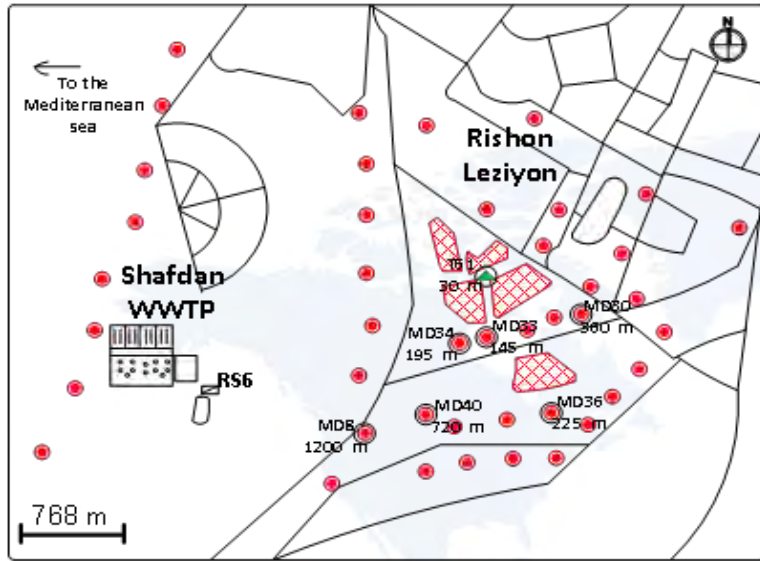 N
To the
Mediterranean
sea
Rishon
Leziyon
Shafdan
WWTP
T61
30 m
MD30
360 m
MD33
145 m
MD34
195 m
RS6
MD40
720 m
MD36
225 m
MD8
1200 m
768 m